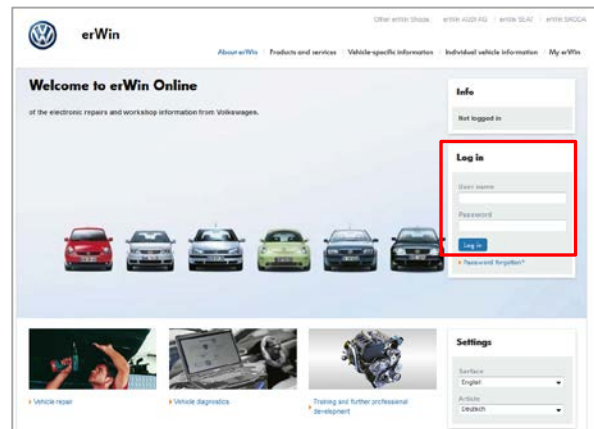 Other erWin Shops: erWin AUDI AG erWin SEAT erWin SKODA
erWin
About erWin Products and services Vehicle-specific information Individual vehicle information My erWin
Welcome to erWin Online
of the electronic repairs and workshop information from Volkswagen.
Info
Not logged in
Log in
User name
Password
Log in
Password forgotten?
Vehicle repair
Vehicle diagnostics
Training and further professional
development
Settings
Surface
English
Article
Deutsch